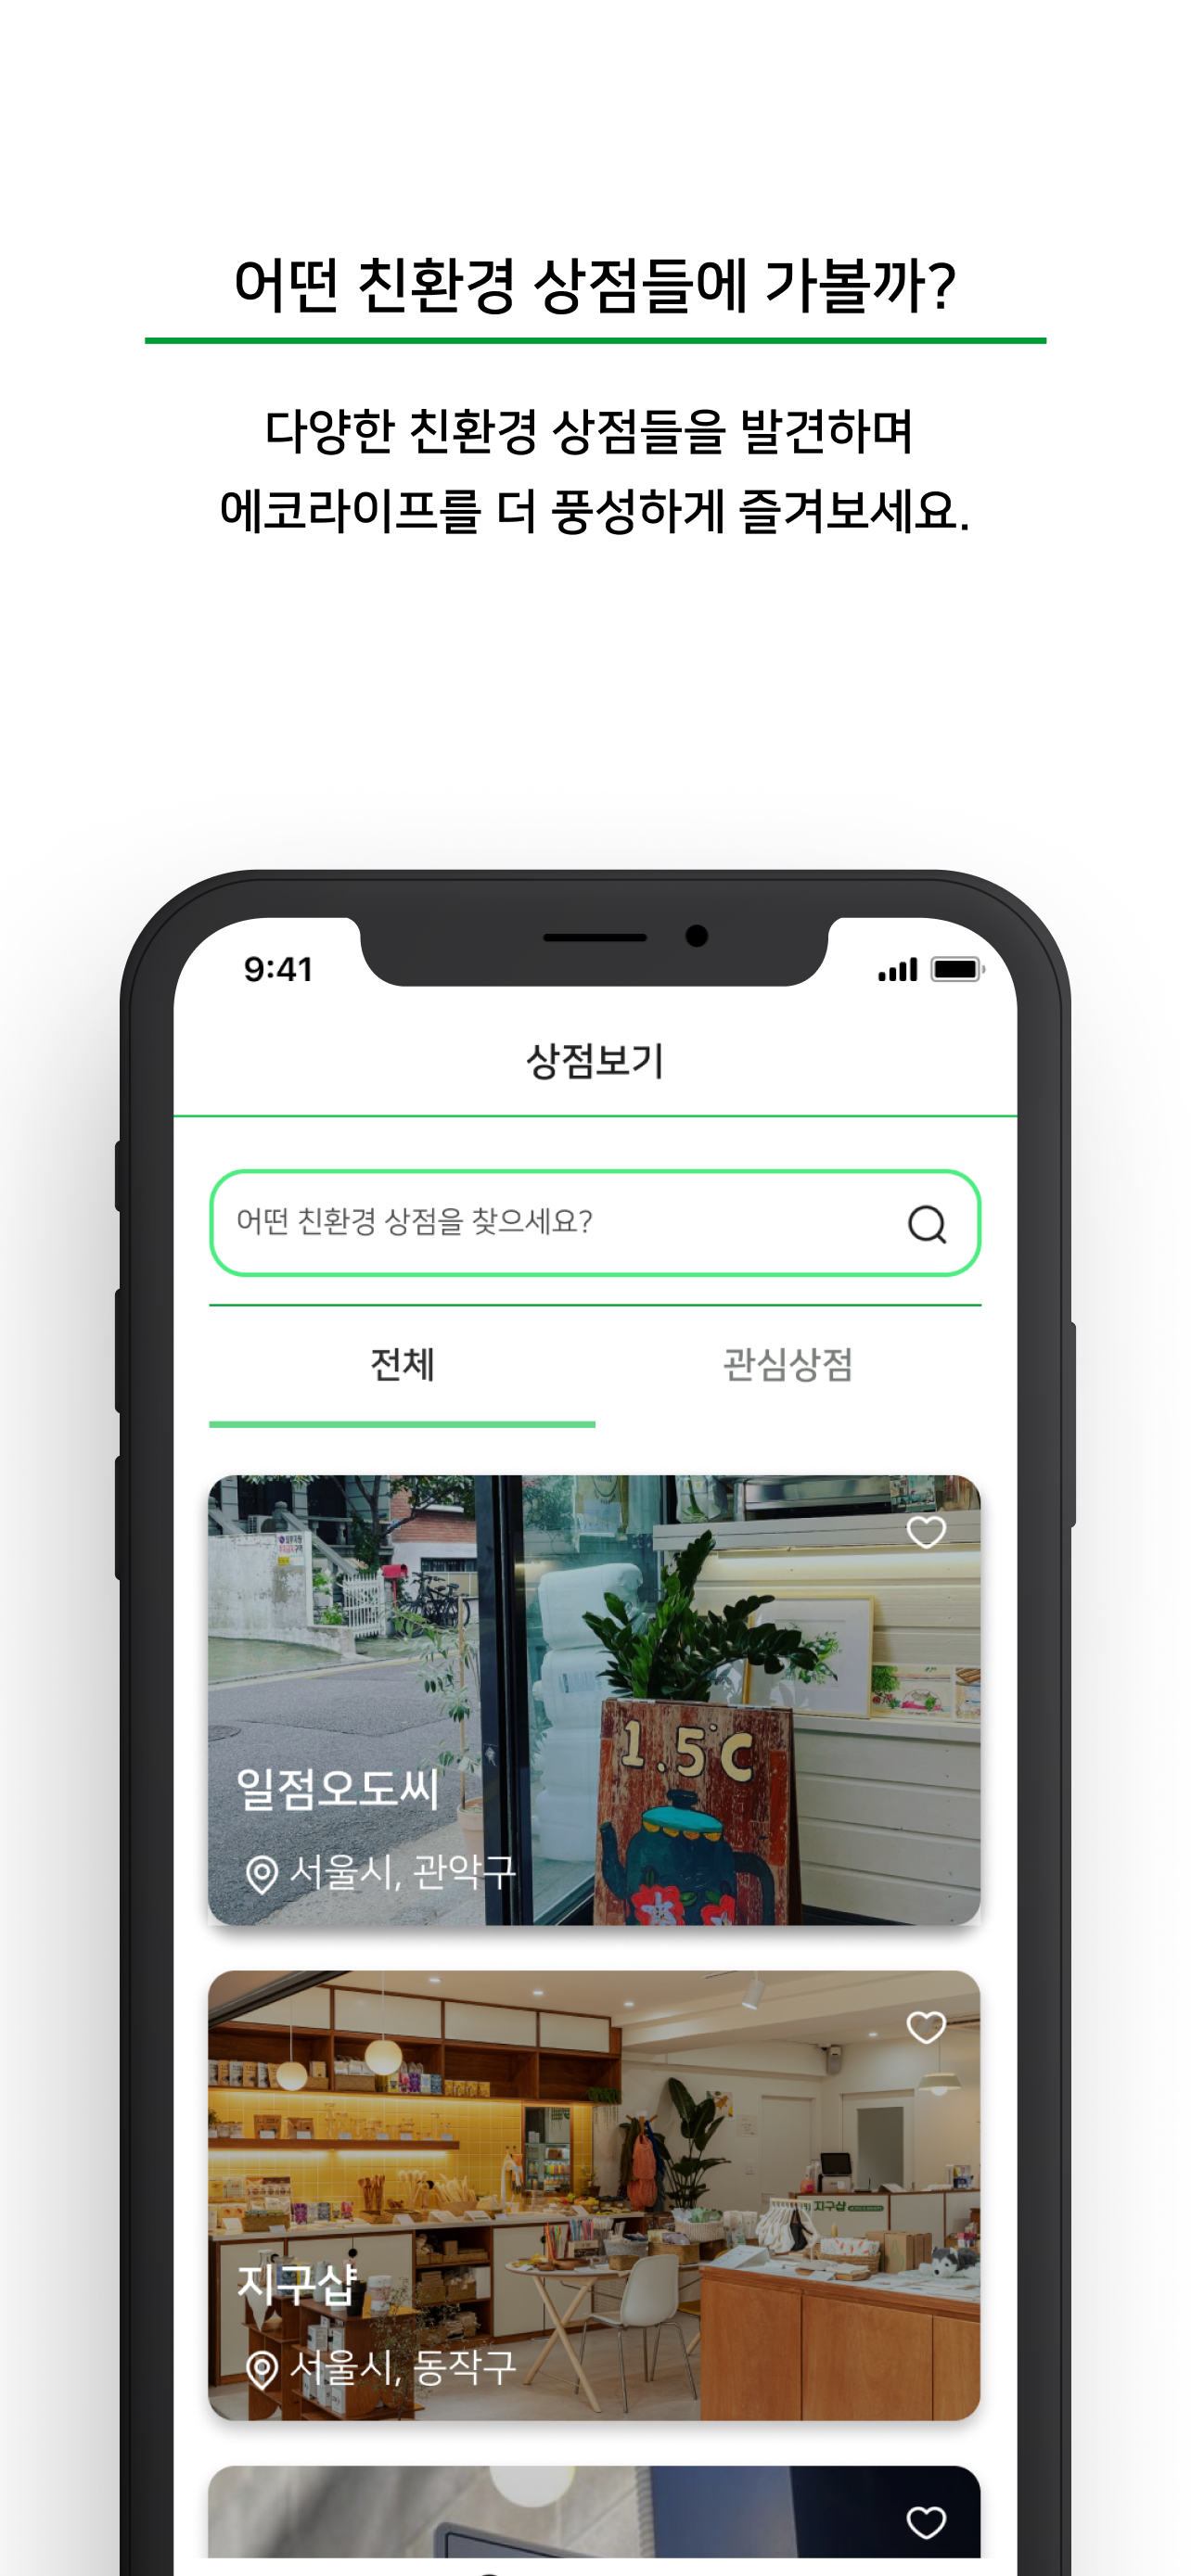 어떤 친환경 상점들에 가볼까?
다양한 친환경 상점들을 발견하며
에코라이프를 더 풍성하게 즐겨보세요.
9:41
상점보기
어떤 친환경 상점을 찾으세요?
전체
관심상점
1.5°C
일점오도씨
서울시, 관악구
지구샵
지구샵
서울시, 동작구